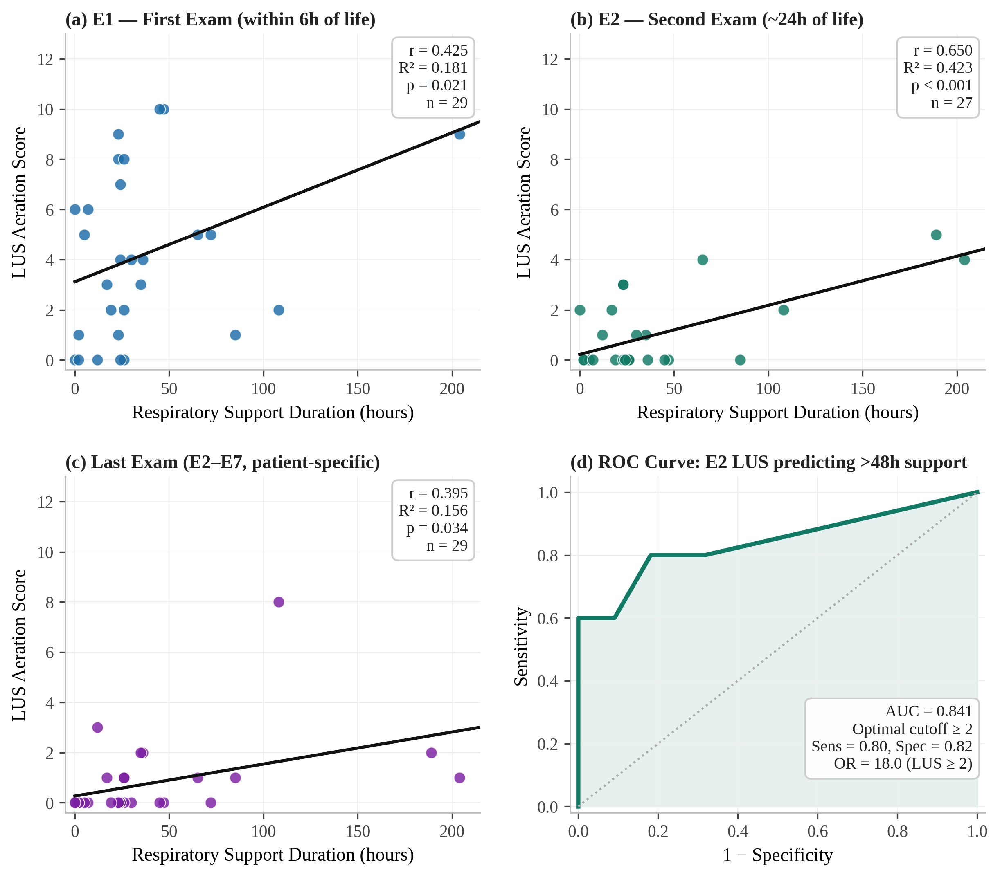 (a) E1 — First Exam (within 6h of life)
r = 0.425
R² = 0.181
p = 0.021
n = 29
12
10
8
6
4
2
0
LUS Aeration Score
0 50 100 150 200
Respiratory Support Duration (hours)
(b) E2 — Second Exam (~24h of life)
r = 0.650
R² = 0.423
p < 0.001
n = 27
12
10
8
6
4
2
0
LUS Aeration Score
0 50 100 150 200
Respiratory Support Duration (hours)
(c) Last Exam (E2–E7, patient-specific)
r = 0.395
R² = 0.156
p = 0.034
n = 29
12
10
8
6
4
2
0
LUS Aeration Score
0 50 100 150 200
Respiratory Support Duration (hours)
(d) ROC Curve: E2 LUS predicting >48h support
1.0
0.8
0.6
0.4
0.2
0.0
Sensitivity
AUC = 0.841
Optimal cutoff ≥ 2
Sens = 0.80, Spec = 0.82
OR = 18.0 (LUS ≥ 2)
0.0 0.2 0.4 0.6 0.8 1.0
1 − Specificity